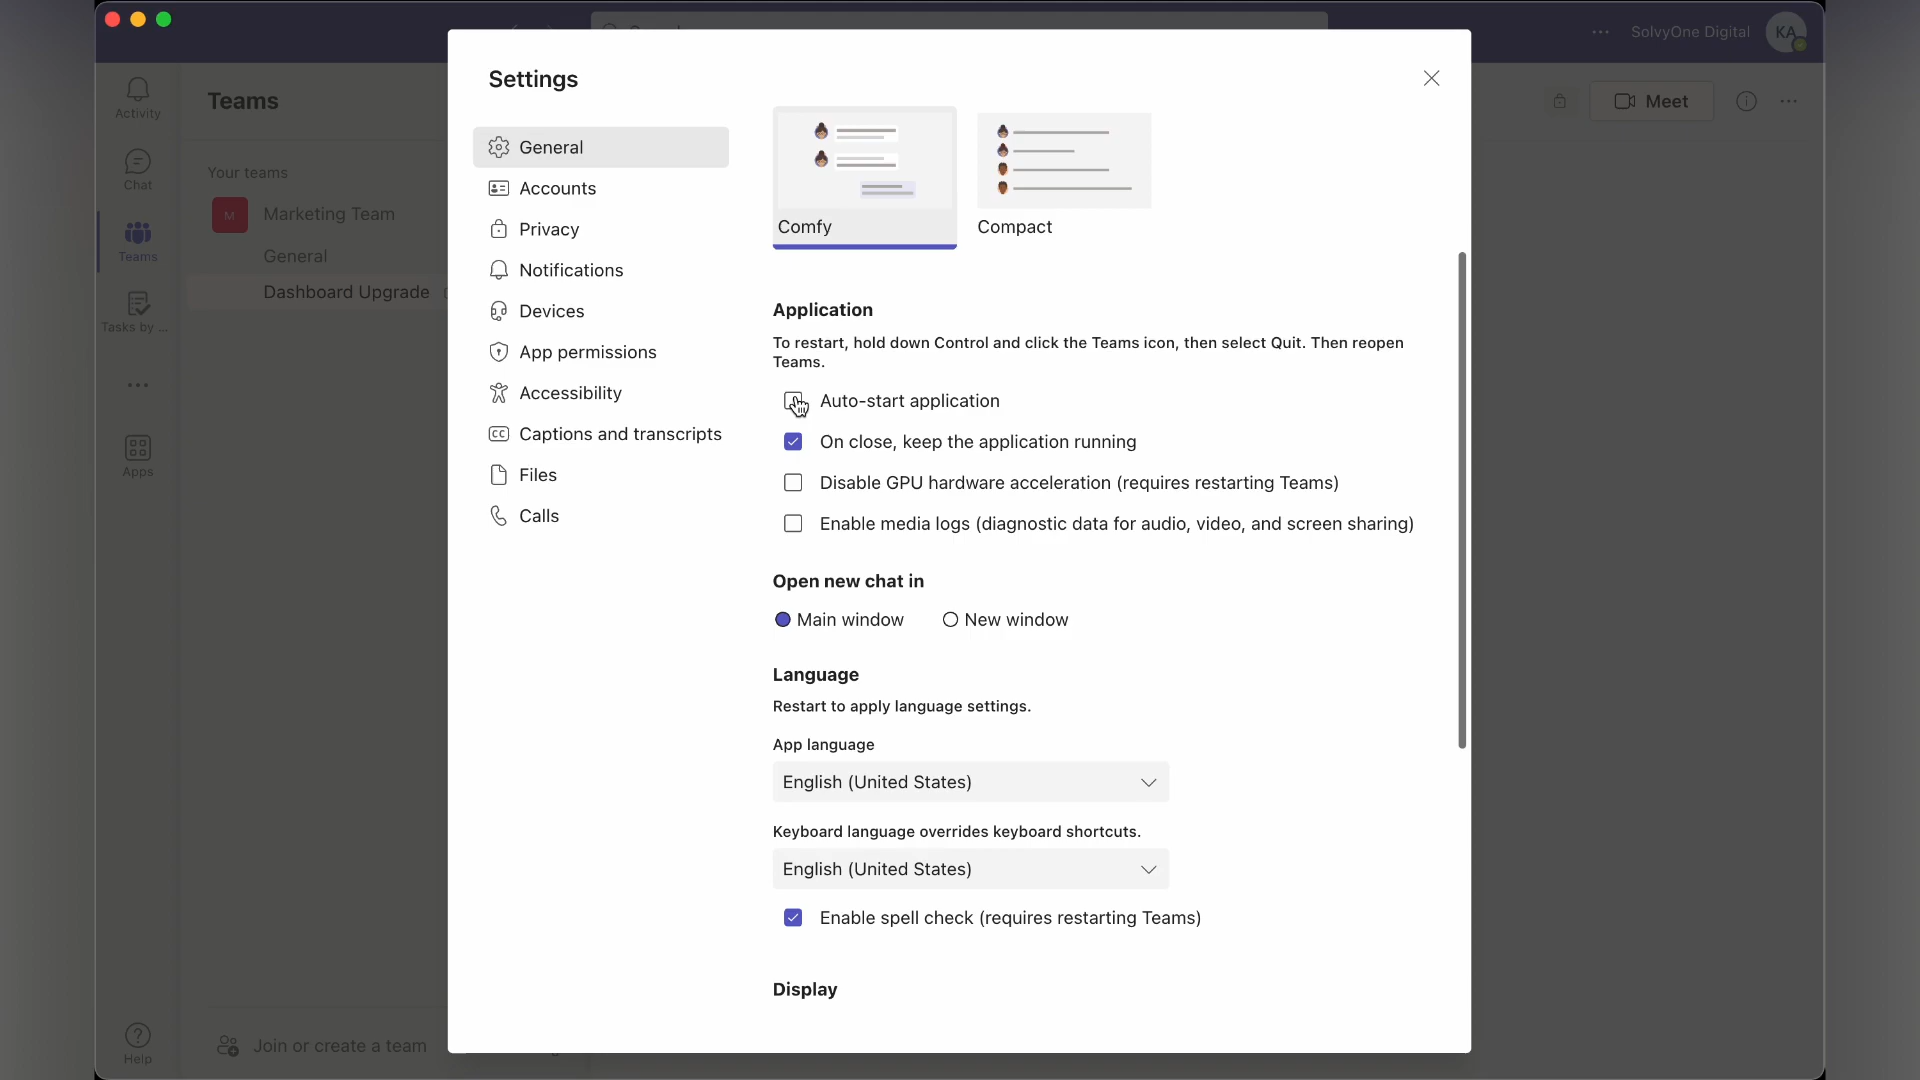 SolvyOne Digital
KA
Activity
Chat
Teams
Tasks by ...
Apps
Help
Teams
Your teams
M
Marketing Team
General
Dashboard Upgrade
Join or create a team
Meet
Settings
General
Accounts
Privacy
Notifications
Devices
App permissions
Accessibility
CC
Captions and transcripts
Files
Calls
Comfy
Compact
Application
To restart, hold down Control and click the Teams icon, then select Quit. Then reopen
Teams.
Auto-start application
On close, keep the application running
Disable GPU hardware acceleration (requires restarting Teams)
Enable media logs (diagnostic data for audio, video, and screen sharing)
Open new chat in
Main window
New window
Language
Restart to apply language settings.
App language
English (United States)
Keyboard language overrides keyboard shortcuts.
English (United States)
Enable spell check (requires restarting Teams)
Display